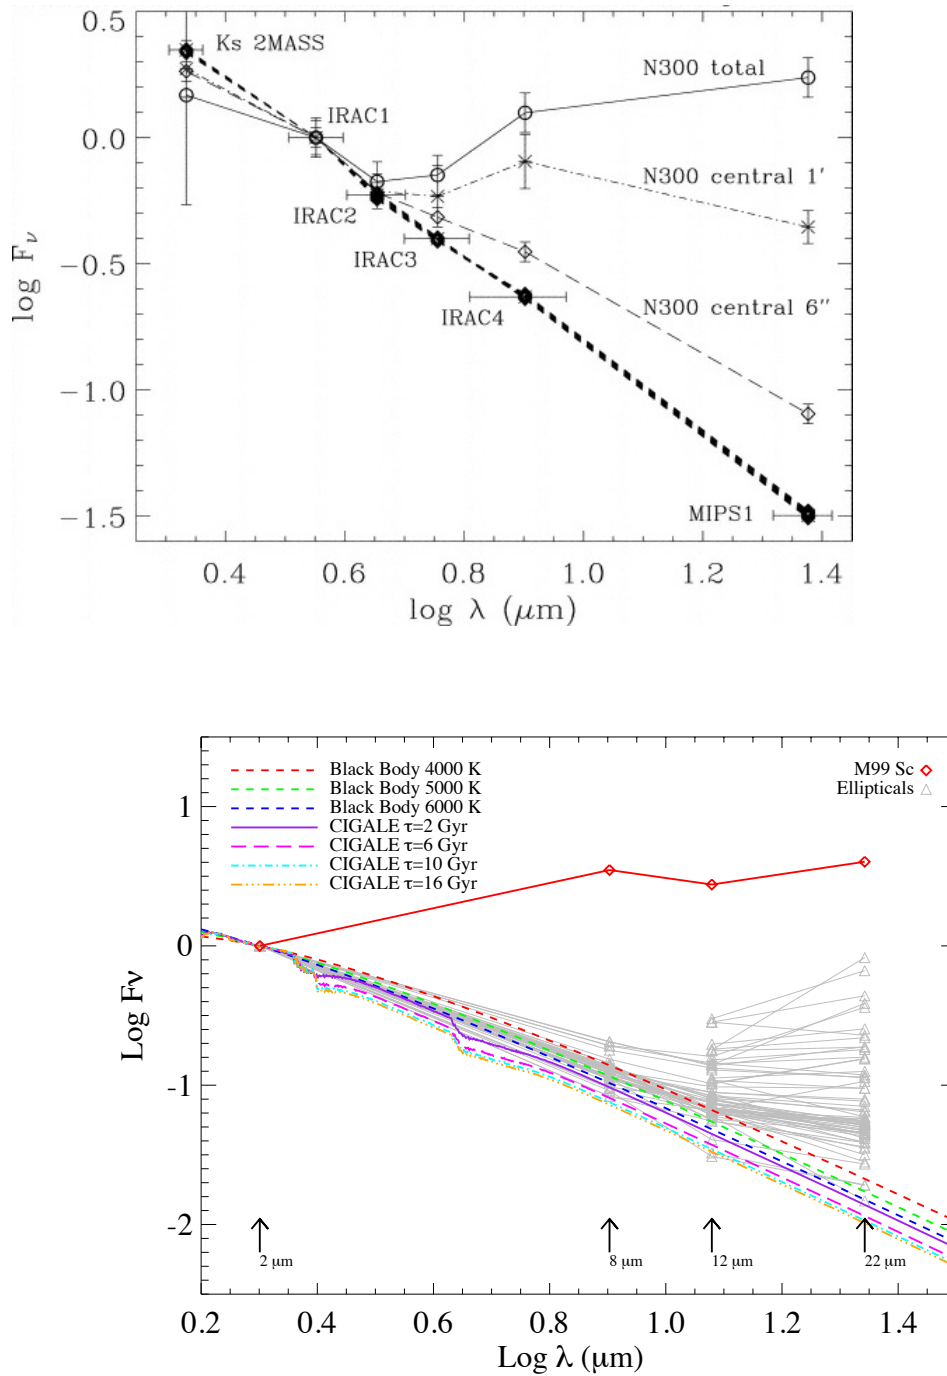 0.5
Ks 2MASS
N300 total
IRAC1
0.0
N300 central 1'
IRAC2
IRAC3
−0.5
IRAC4
N300 central 6''
−1.0
MIPS1
−1.5
log Fν
0.4 0.6 0.8 1.0 1.2 1.4
log λ (μm)
Black Body 4000 K
Black Body 5000 K
Black Body 6000 K
CIGALE τ=2 Gyr
CIGALE τ=6 Gyr
CIGALE τ=10 Gyr
CIGALE τ=16 Gyr
M99 Sc
Ellipticals
1
0
-1
-2
Log Fν
2 μm
8 μm
12 μm
22 μm
0.2 0.4 0.6 0.8 1.0 1.2 1.4
Log λ (μm)